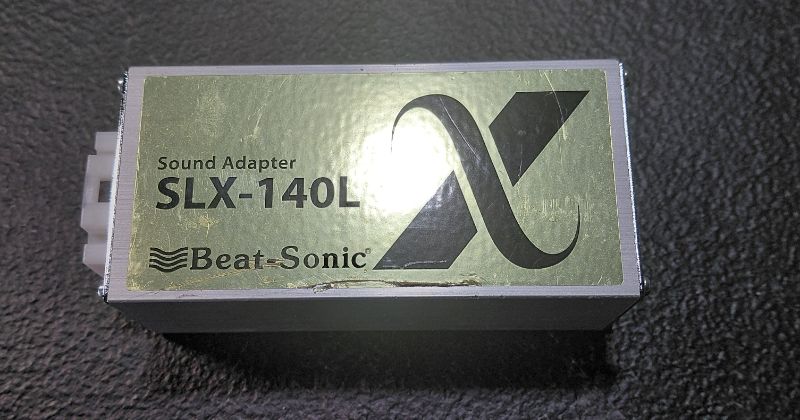 Sound Adapter
SLX-140L
Beat-Sonic®
X